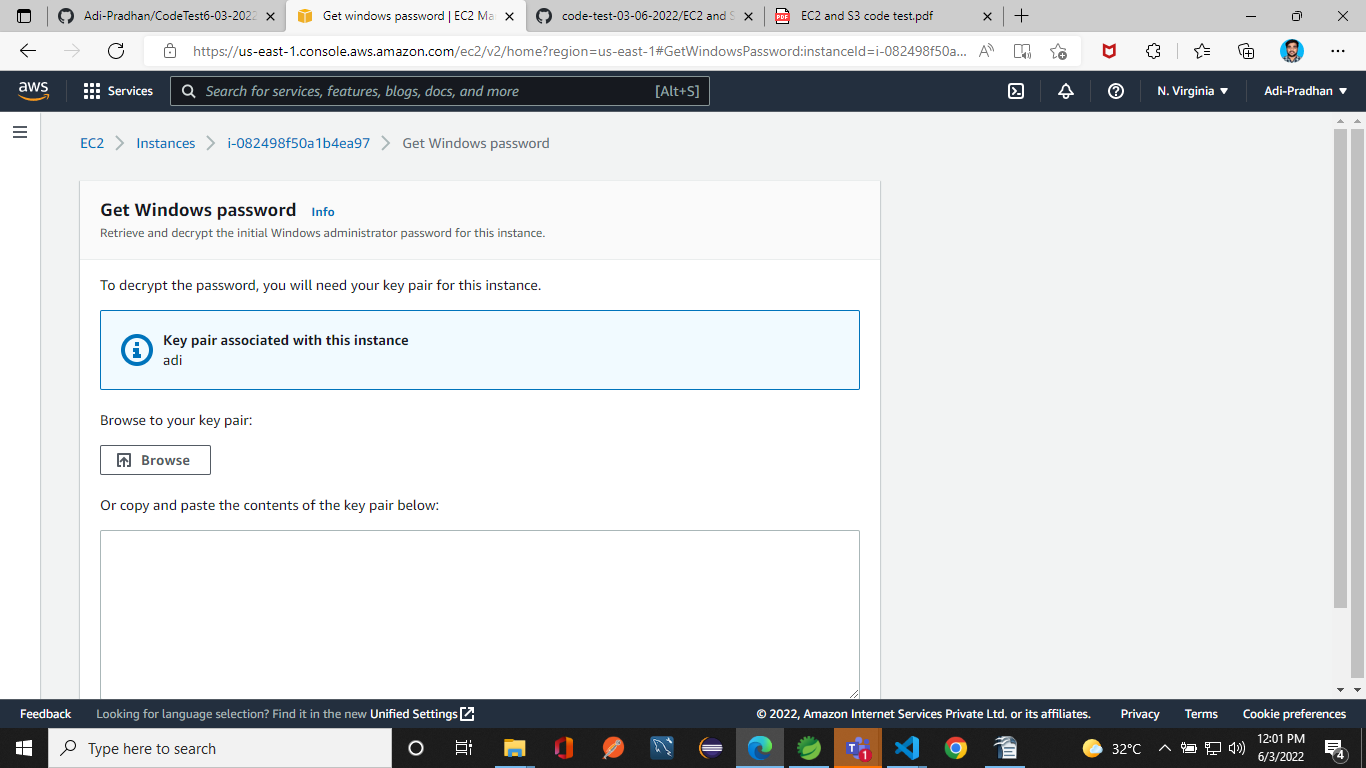 Adi-Pradhan/CodeTest6-03-2022
Get windows password | EC2 Ma
code-test-03-06-2022/EC2 and S
EC2 and S3 code test.pdf
https://us-east-1.console.aws.amazon.com/ec2/v2/home?region=us-east-1#GetWindowsPassword:instanceId=i-082498f50a...
aws
Services
Search for services, features, blogs, docs, and more
[Alt+S]
N. Virginia
Adi-Pradhan
EC2
Instances
i-082498f50a1b4ea97
Get Windows password
Get Windows password
Info
Retrieve and decrypt the initial Windows administrator password for this instance.
To decrypt the password, you will need your key pair for this instance.
Key pair associated with this instance
adi
Browse to your key pair:
Browse
Or copy and paste the contents of the key pair below:
Feedback
Looking for language selection? Find it in the new Unified Settings
© 2022, Amazon Internet Services Private Ltd. or its affiliates.
Privacy
Terms
Cookie preferences
Type here to search
1
32°C
12:01 PM
6/3/2022
4